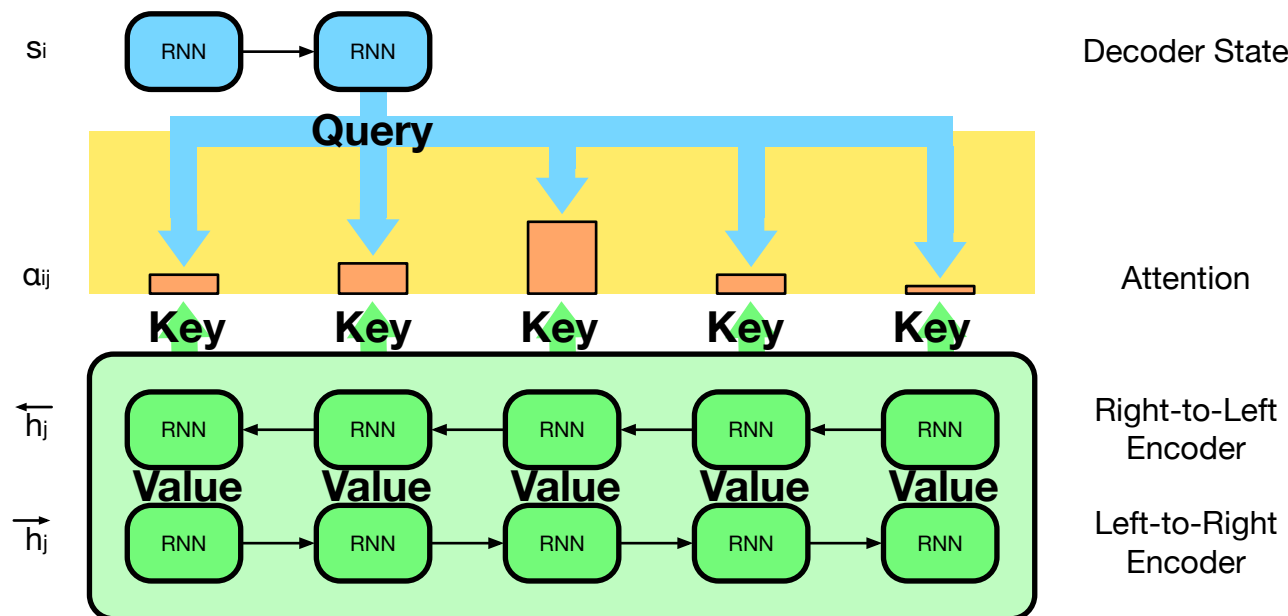 si RNN RNN Decoder State
Query
αij Attention
Key Key Key Key Key
hj RNN RNN RNN RNN RNN Right-to-Left
Encoder
Value Value Value Value Value
hj RNN RNN RNN RNN RNN Left-to-Right
Encoder